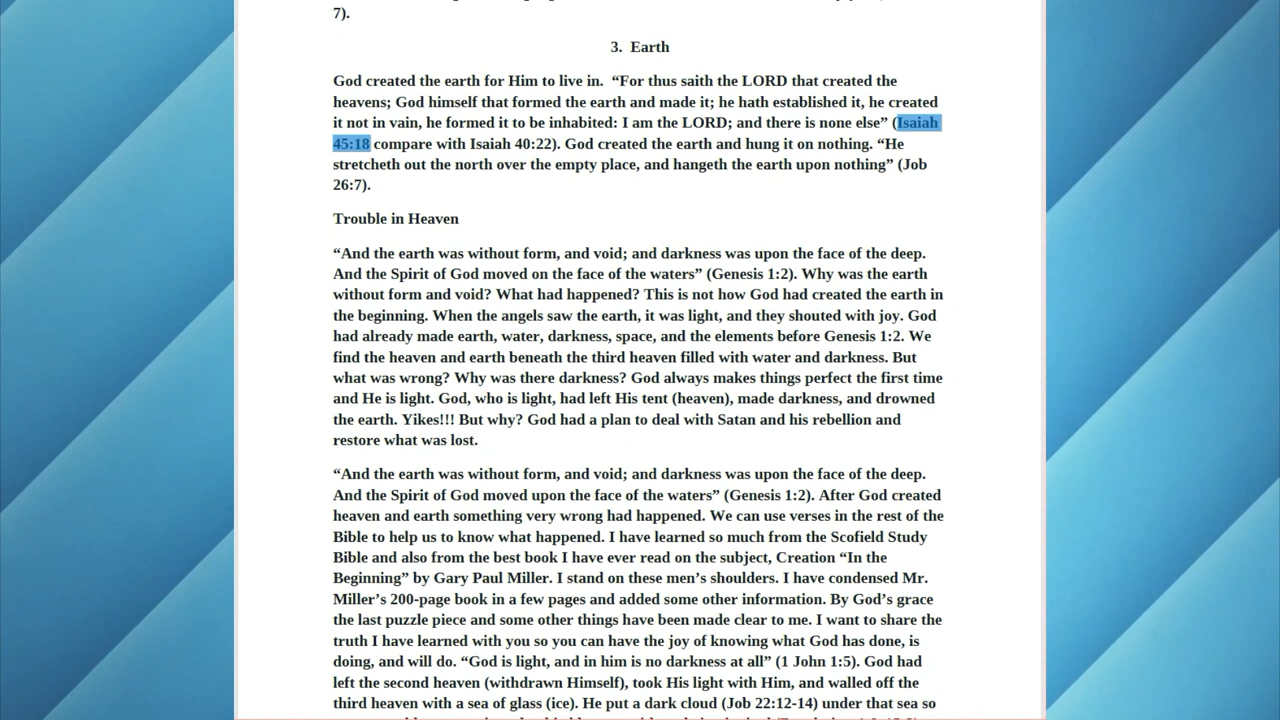 7).
3. Earth
God created the earth for Him to live in. “For thus saith the LORD that created the
heavens; God himself that formed the earth and made it; he hath established it, he created
it not in vain, he formed it to be inhabited: I am the LORD; and there is none else” (Isaiah
45:18 compare with Isaiah 40:22). God created the earth and hung it on nothing. “He
stretcheth out the north over the empty place, and hangeth the earth upon nothing” (Job
26:7).
Trouble in Heaven
“And the earth was without form, and void; and darkness was upon the face of the deep.
And the Spirit of God moved on the face of the waters” (Genesis 1:2). Why was the earth
without form and void? What had happened? This is not how God had created the earth in
the beginning. When the angels saw the earth, it was light, and they shouted with joy. God
had already made earth, water, darkness, space, and the elements before Genesis 1:2. We
find the heaven and earth beneath the third heaven filled with water and darkness. But
what was wrong? Why was there darkness? God always makes things perfect the first time
and He is light. God, who is light, had left His tent (heaven), made darkness, and drowned
the earth. Yikes!!! But why? God had a plan to deal with Satan and his rebellion and
restore what was lost.
“And the earth was without form, and void; and darkness was upon the face of the deep.
And the Spirit of God moved upon the face of the waters” (Genesis 1:2). After God created
heaven and earth something very wrong had happened. We can use verses in the rest of the
Bible to help us to know what happened. I have learned so much from the Scofield Study
Bible and also from the best book I have ever read on the subject, Creation “In the
Beginning” by Gary Paul Miller. I stand on these men’s shoulders. I have condensed Mr.
Miller’s 200-page book in a few pages and added some other information. By God’s grace
the last puzzle piece and some other things have been made clear to me. I want to share the
truth I have learned with you so you can have the joy of knowing what God has done, is
doing, and will do. “God is light, and in him is no darkness at all” (1 John 1:5). God had
left the second heaven (withdrawn Himself), took His light with Him, and walled off the
third heaven with a sea of glass (ice). He put a dark cloud (Job 22:12-14) under that sea so